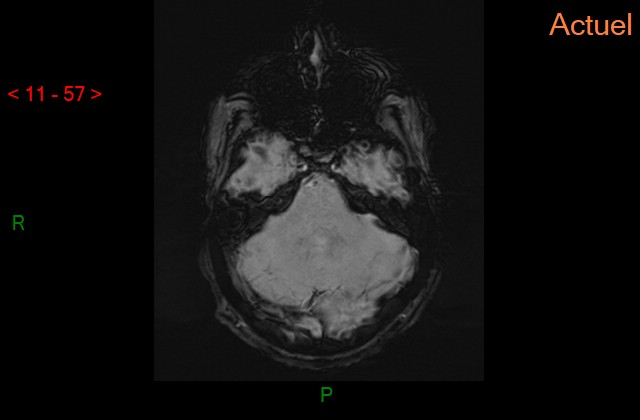 Actuel
< 11 - 57 >
R
P